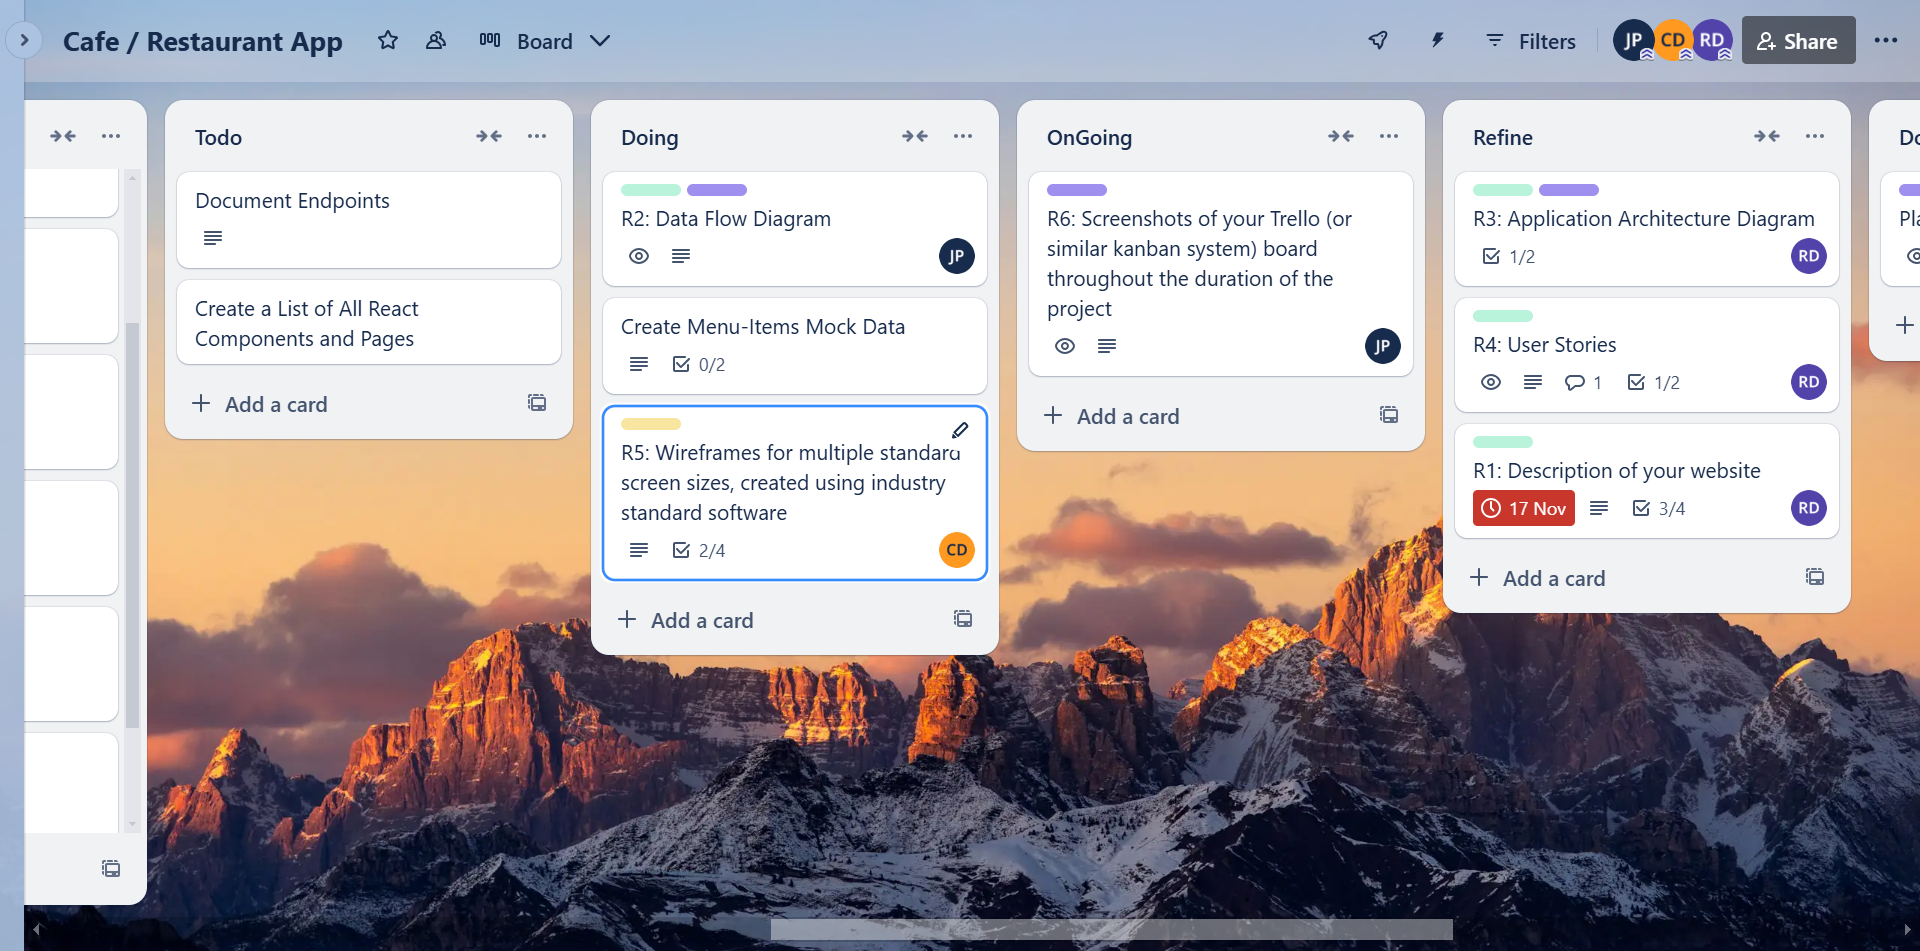 Cafe / Restaurant App
Board
Filters
JP
CD
RD
Share
Todo
Document Endpoints
Create a List of All React
Components and Pages
Add a card
Doing
R2: Data Flow Diagram
JP
Create Menu-Items Mock Data
0/2
R5: Wireframes for multiple standard
screen sizes, created using industry
standard software
2/4
CD
Add a card
OnGoing
R6: Screenshots of your Trello (or
similar kanban system) board
throughout the duration of the
project
JP
Add a card
Refine
R3: Application Architecture Diagram
1/2
RD
R4: User Stories
1
1/2
RD
R1: Description of your website
17 Nov
3/4
RD
Add a card